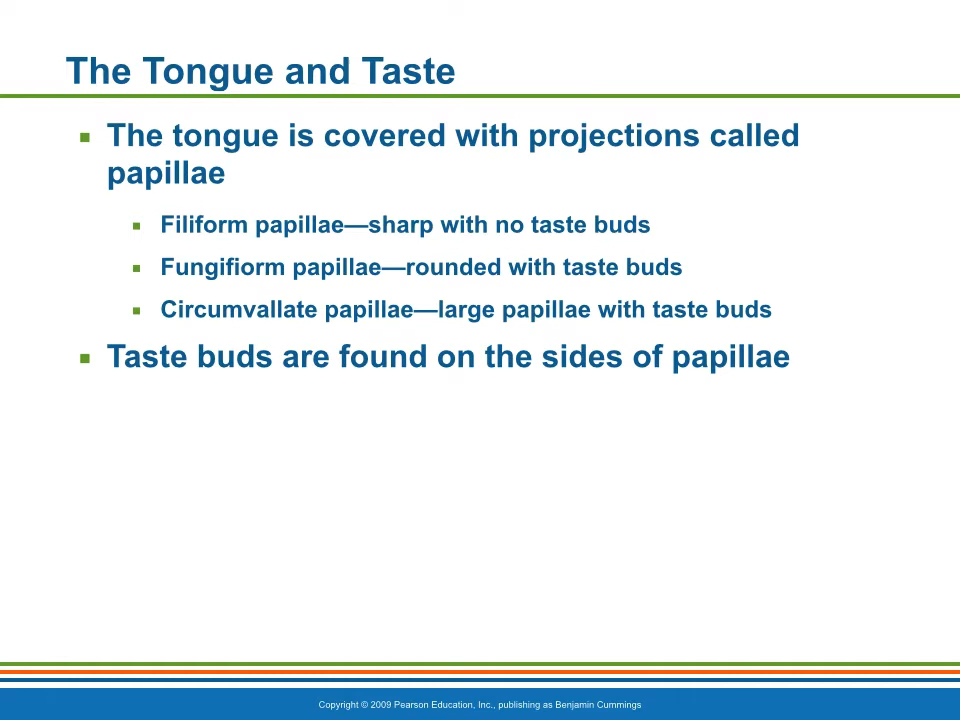 The Tongue and Taste
▪ The tongue is covered with projections called
papillae
▪ Filiform papillae—sharp with no taste buds
▪ Fungifiorm papillae—rounded with taste buds
▪ Circumvallate papillae—large papillae with taste buds
▪ Taste buds are found on the sides of papillae
Copyright © 2009 Pearson Education, Inc., publishing as Benjamin Cummings